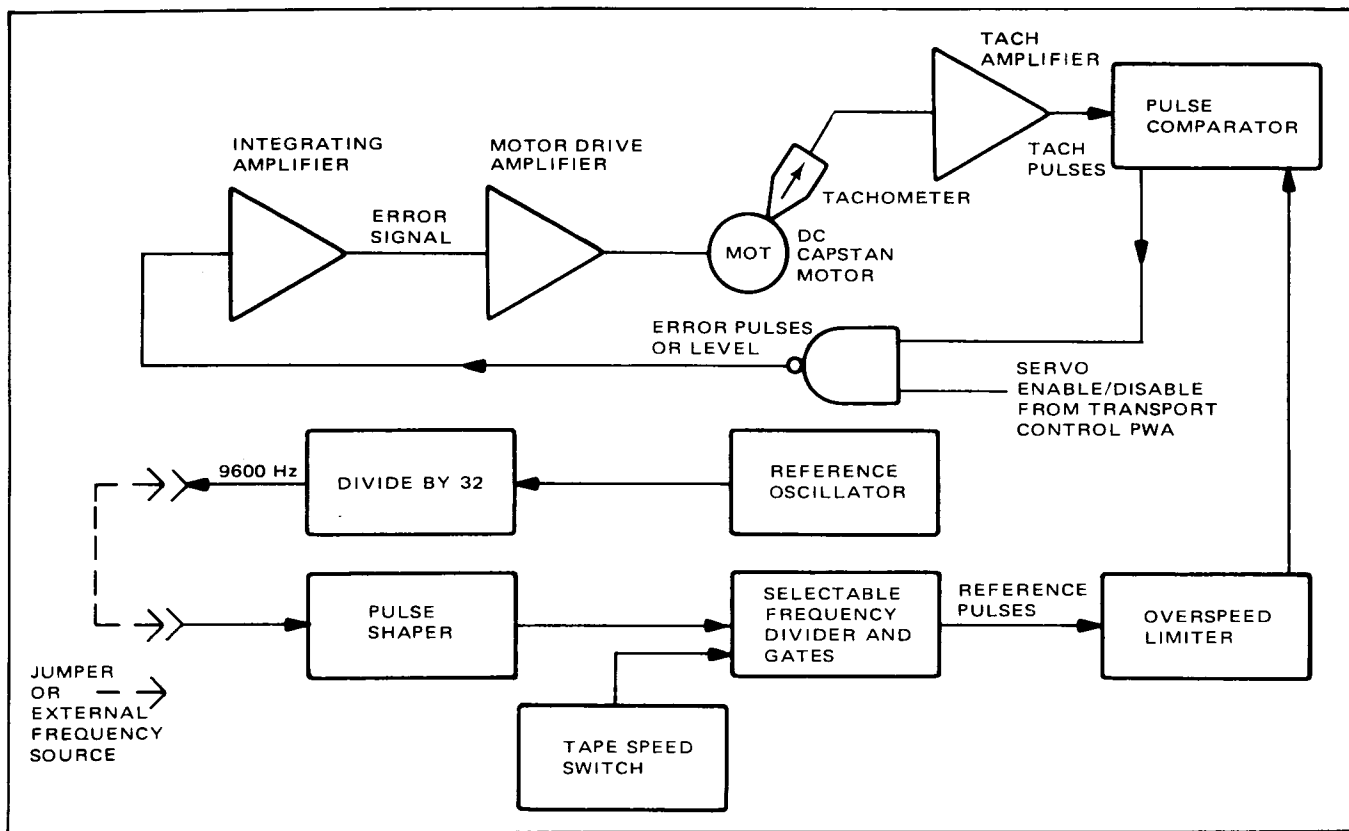 TACH
AMPLIFIER
PULSE
COMPARATOR
TACH
PULSES
INTEGRATING
AMPLIFIER
MOTOR DRIVE
AMPLIFIER
TACHOMETER
ERROR
SIGNAL
MOT
DC
CAPSTAN
MOTOR
ERROR PULSES
OR LEVEL
SERVO
ENABLE/DISABLE
FROM TRANSPORT
CONTROL PWA
9600 Hz
DIVIDE BY 32
REFERENCE
OSCILLATOR
PULSE
SHAPER
SELECTABLE
FREQUENCY
DIVIDER AND
GATES
REFERENCE
PULSES
OVERSPEED
LIMITER
JUMPER
OR
EXTERNAL
FREQUENCY
SOURCE
TAPE SPEED
SWITCH